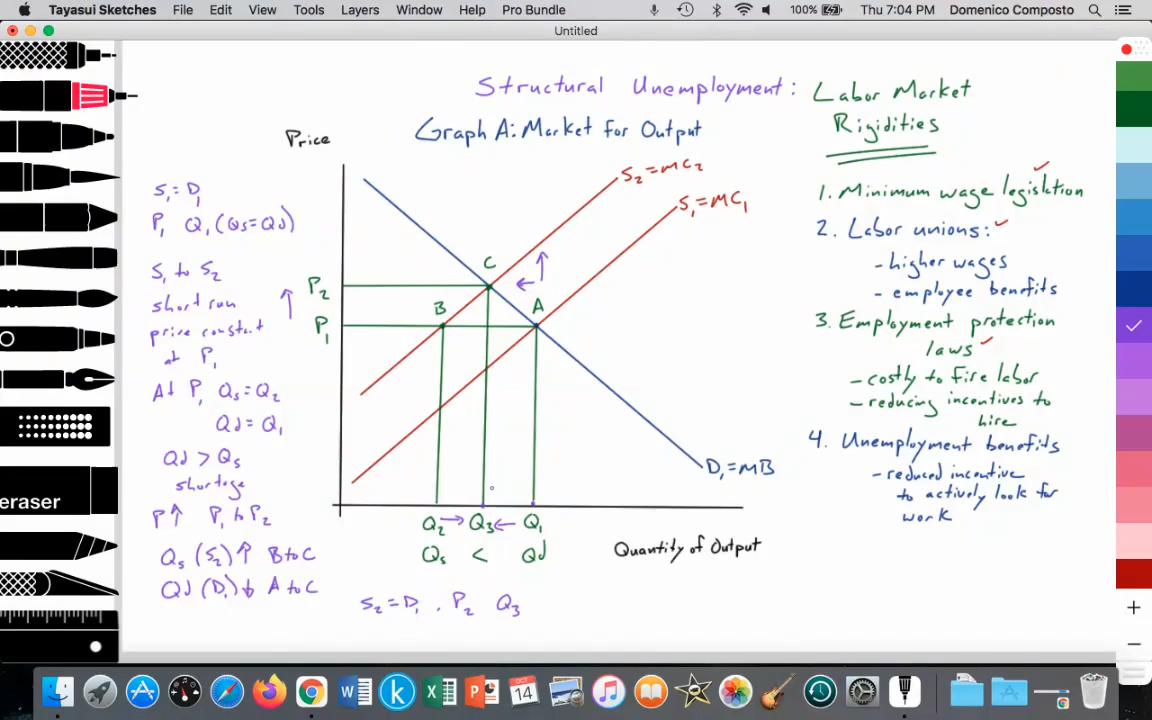 Tayasui Sketches File Edit View Tools Layers Window Help Pro Bundle 100% Thu 7:04 PM Domenico Composto
Untitled
Structural Unemployment: Labor Market
Rigidities
Graph A: Market for Output
Price
S₂=MC₂
S₁=MC₁
D₁=MB
C
B
A
P₂
P₁
Q₂ → Q₃ ← Q₁
Qs < Qd
Quantity of Output
S₂=D₁ . P₂ Q₃
S₁=D₁
P₁ Q₁ (Qs=Qd)
S₁ to S₂
short run
price constant
at P₁
At P₁ Qs=Q₂
Qd=Q₁
Qd > Qs
shortage
P↑ P₁ to P₂
Qs (S₂)↑ B to C
Qd (D₁)↓ A to C
1. Minimum wage legislation
2. Labor unions:
- higher wages
- employee benefits
3. Employment protection
laws
- costly to fire labor
- reducing incentives to
hire
4. Unemployment benefits
- reduced incentive
to actively look for
work
eraser
OCT
14